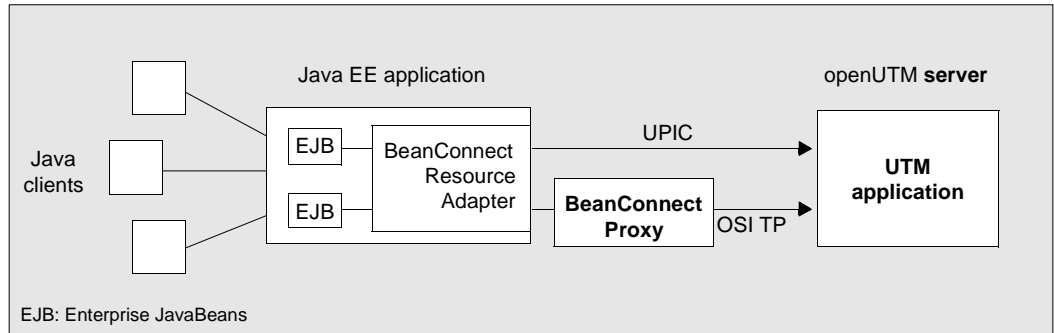 Java EE application
openUTM server
Java
clients
EJB
EJB
BeanConnect
Resource
Adapter
UPIC
BeanConnect
Proxy
OSI TP
UTM
application
EJB: Enterprise JavaBeans